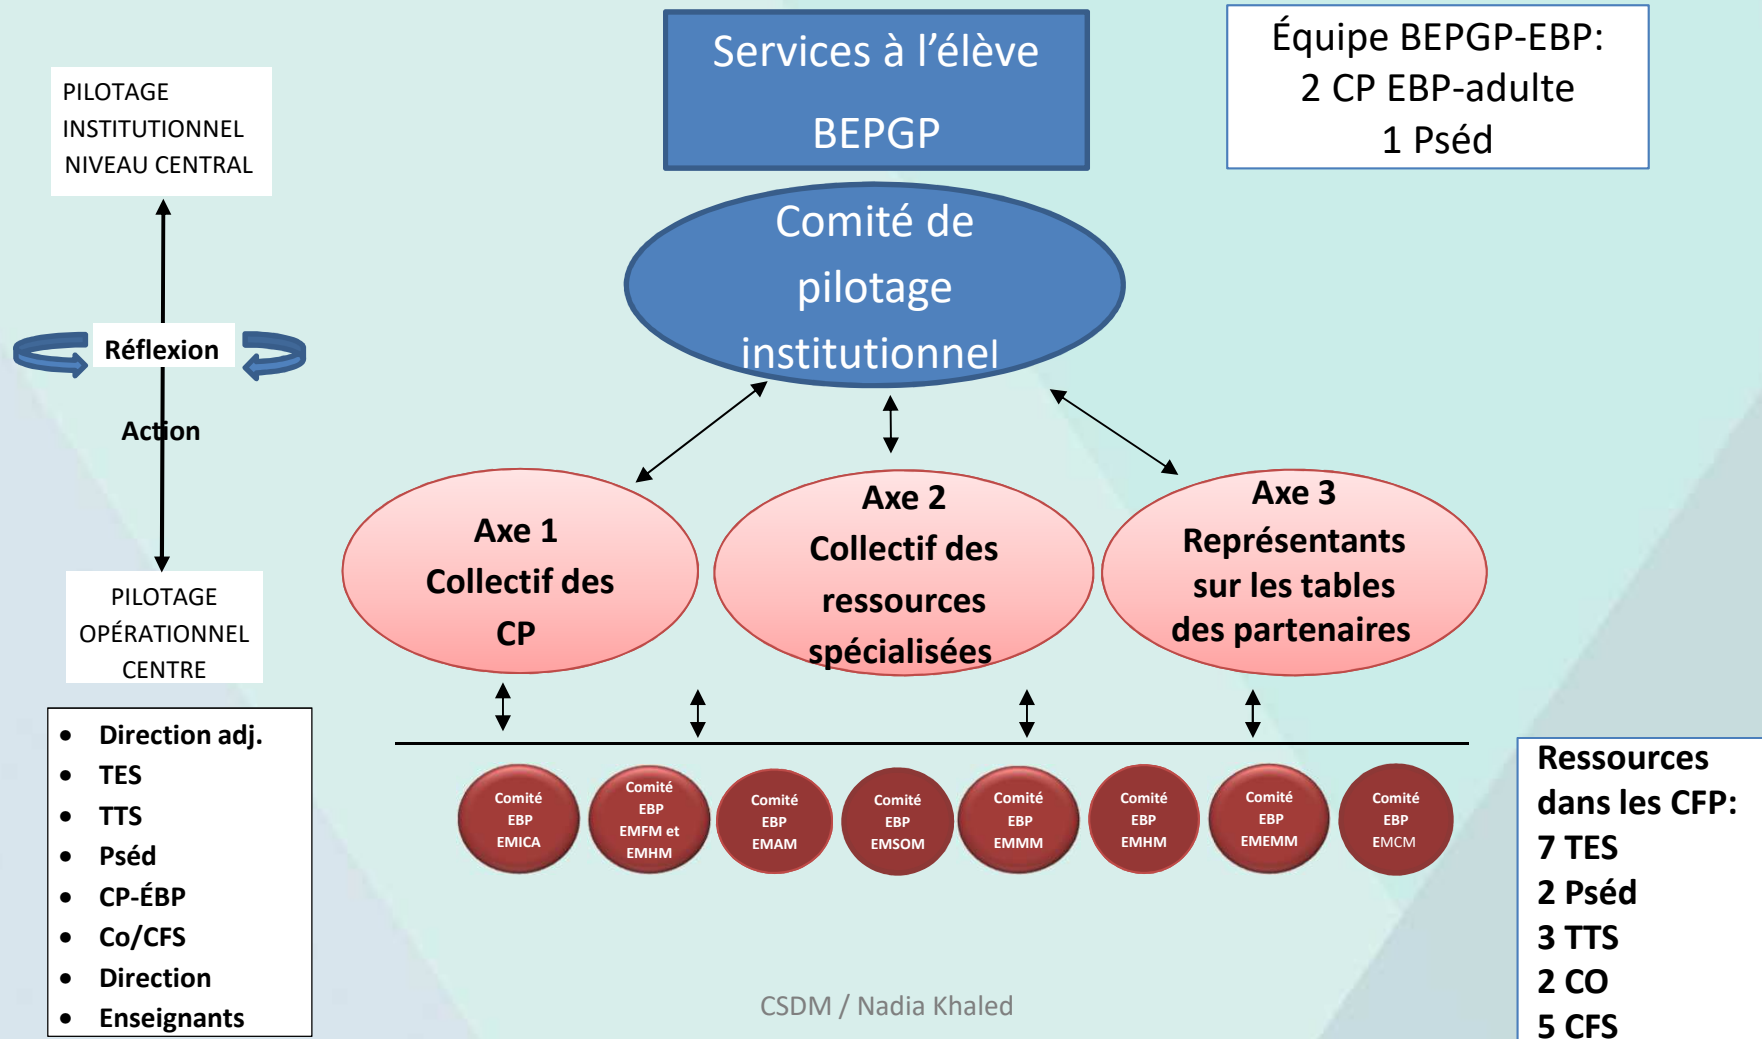 Services à l’élève
BEPGP
Équipe BEPGP-EBP:
2 CP EBP-adulte
1 Pséd
PILOTAGE
INSTITUTIONNEL
NIVEAU CENTRAL
Comité de
pilotage
institutionnel
Réflexion
Action
PILOTAGE
OPÉRATIONNEL
CENTRE
Axe 1
Collectif des
CP
Axe 2
Collectif des
ressources
spécialisées
Axe 3
Représentants
sur les tables
des partenaires
• Direction adj.
• TES
• TTS
• Pséd
• CP-ÉBP
• Co/CFS
• Direction
• Enseignants
Comité
EBP
EMICA
Comité
EBP
EMFM et
EMHM
Comité
EBP
EMAM
Comité
EBP
EMSOM
Comité
EBP
EMMM
Comité
EBP
EMHM
Comité
EBP
EMEMM
Comité
EBP
EMCM
Ressources
dans les CFP:
7 TES
2 Pséd
3 TTS
2 CO
5 CFS
CSDM / Nadia Khaled